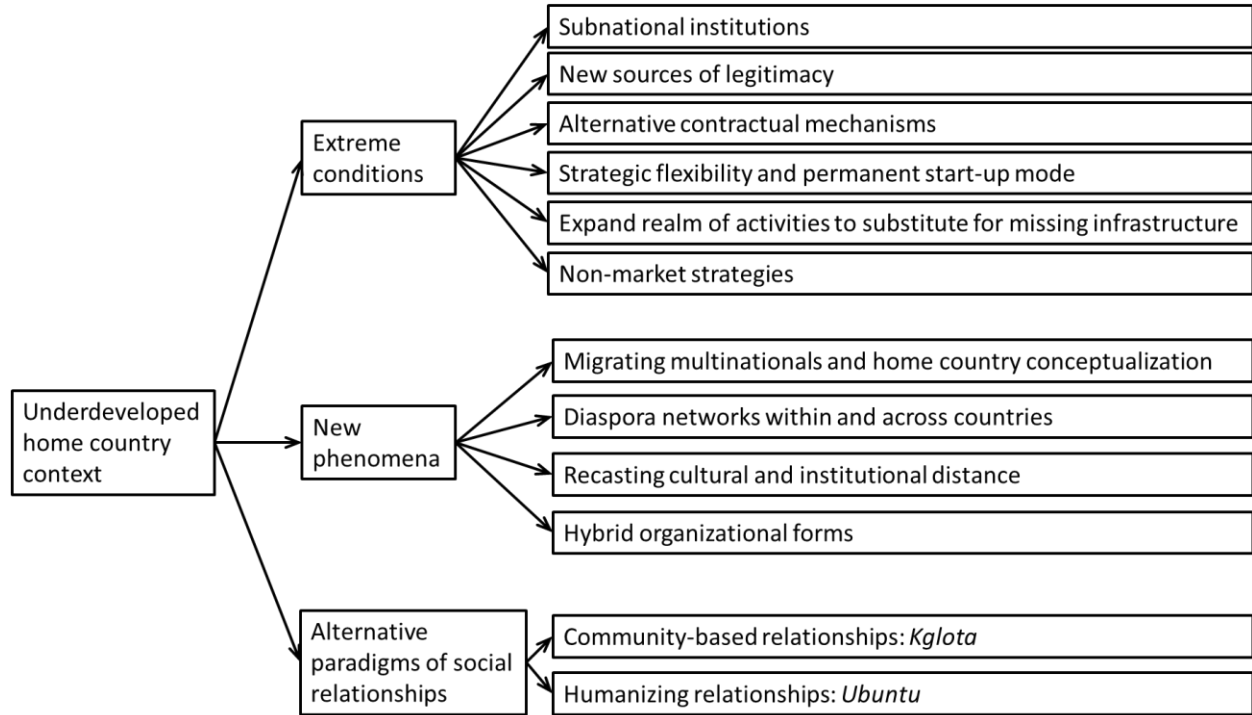 Underdeveloped
home country
context
Extreme
conditions
Subnational institutions
New sources of legitimacy
Alternative contractual mechanisms
Strategic flexibility and permanent start-up mode
Expand realm of activities to substitute for missing infrastructure
Non-market strategies
New
phenomena
Migrating multinationals and home country conceptualization
Diaspora networks within and across countries
Recasting cultural and institutional distance
Hybrid organizational forms
Alternative
paradigms of social
relationships
Community-based relationships: Kglota
Humanizing relationships: Ubuntu